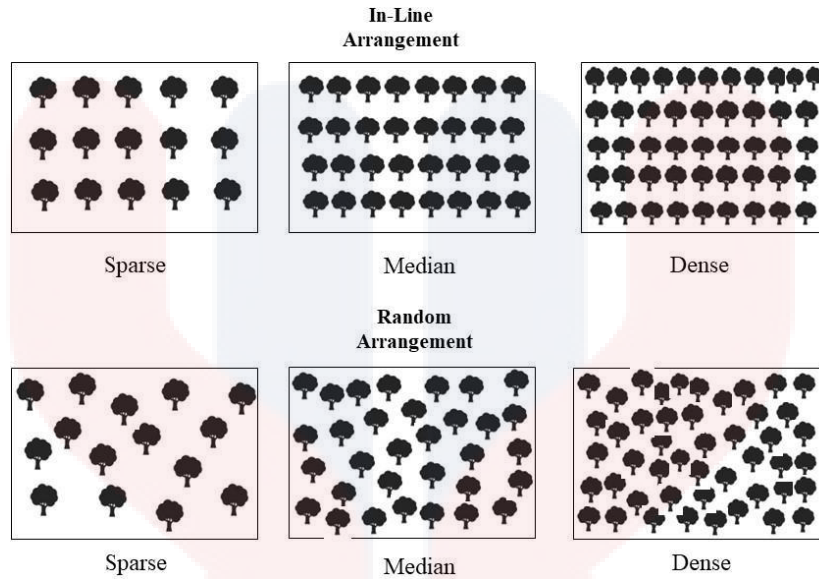 In-Line
Arrangement
Sparse
Median
Dense
Random
Arrangement
Sparse
Median
Dense